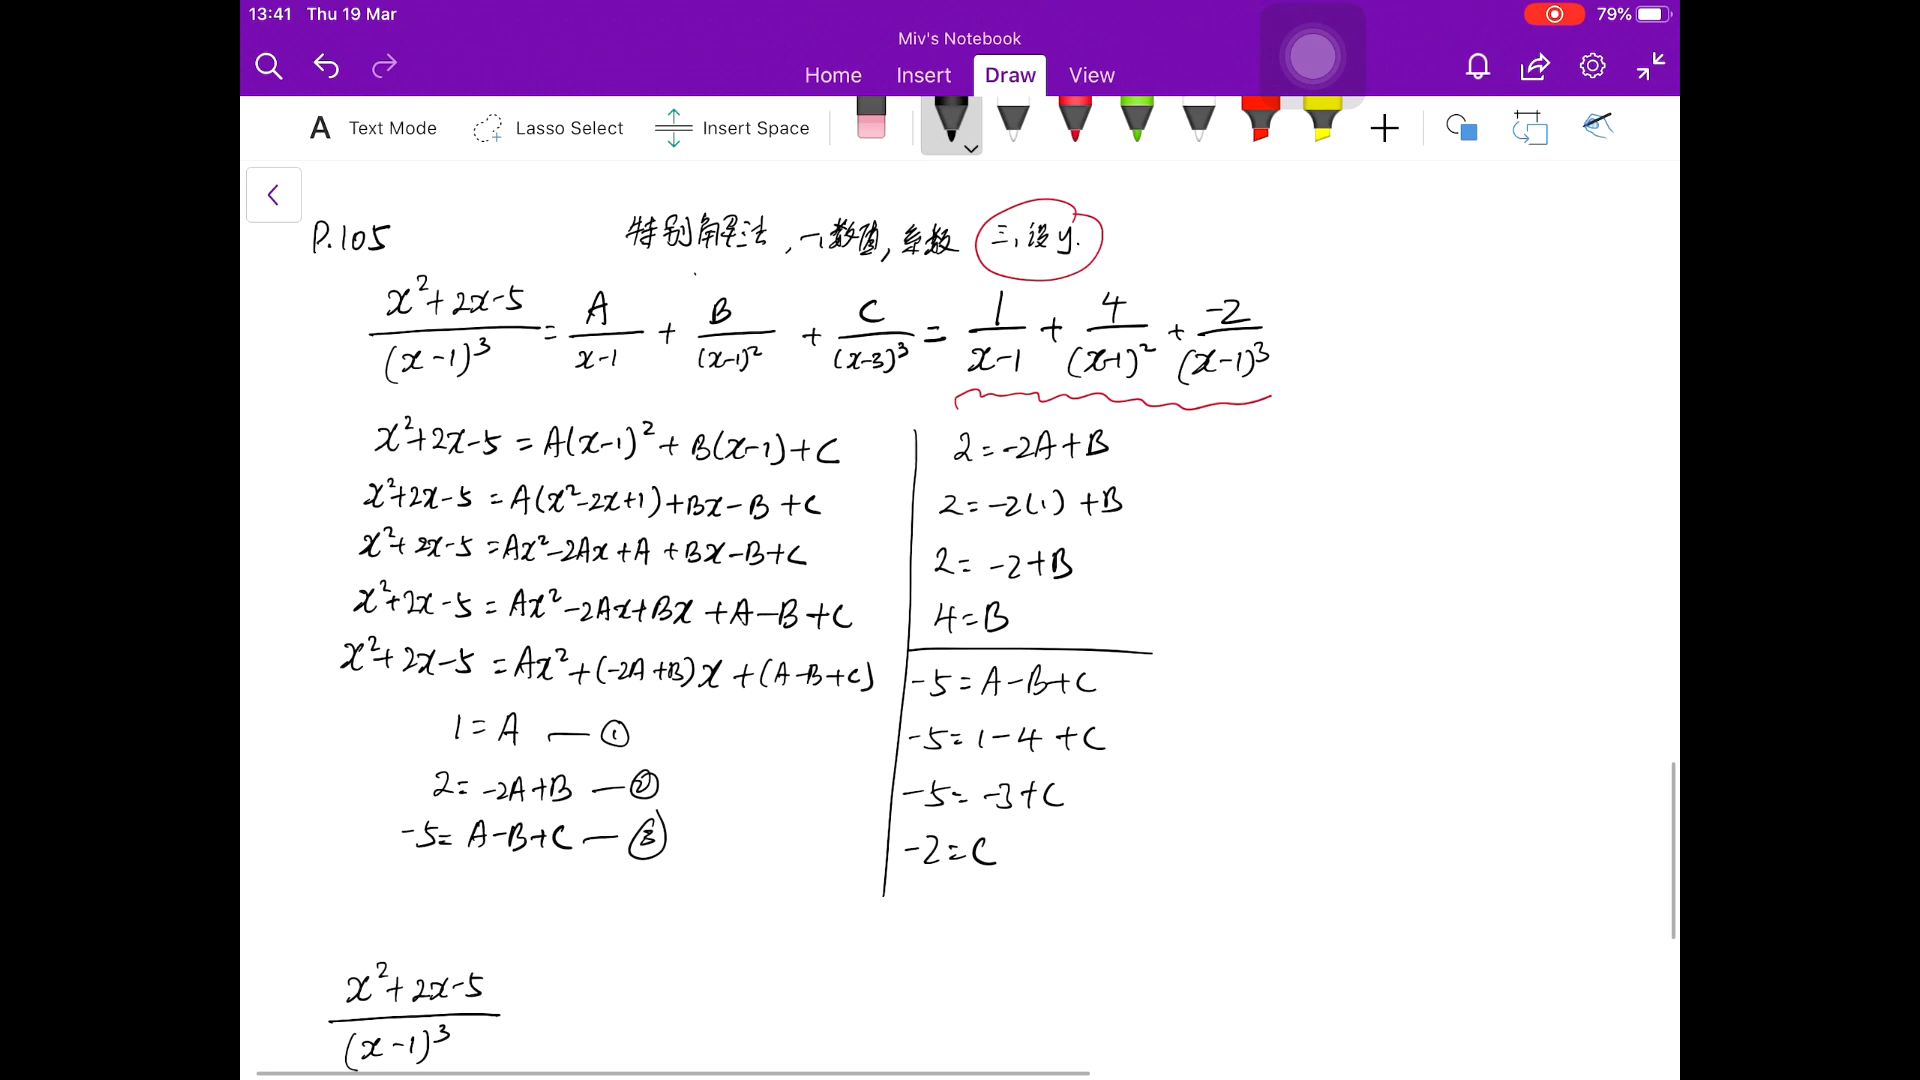 13:41 Thu 19 Mar
79%
Miv's Notebook
Home Insert Draw View
A Text Mode Lasso Select Insert Space
P.105 特别解法, 一、数值, 系数 三、设y.
(x²+2x-5)/(x-1)³ = A/(x-1) + B/(x-1)² + C/(x-3)³ = 1/(x-1) + 4/(x-1)² + -2/(x-1)³
x²+2x-5 = A(x-1)² + B(x-1) + C
x²+2x-5 = A(x²-2x+1)+Bx-B+C
x²+2x-5 = Ax²-2Ax+A+Bx-B+C
x²+2x-5 = Ax²-2Ax+Bx+A-B+C
x²+2x-5 = Ax²+(-2A+B)x+(A-B+C)
1=A — ①
2=-2A+B — ②
-5=A-B+C — ③
2=-2A+B
2=-2(1)+B
2=-2+B
4=B
-5=A-B+C
-5=1-4+C
-5=-3+C
-2=C
(x²+2x-5)/(x-1)³